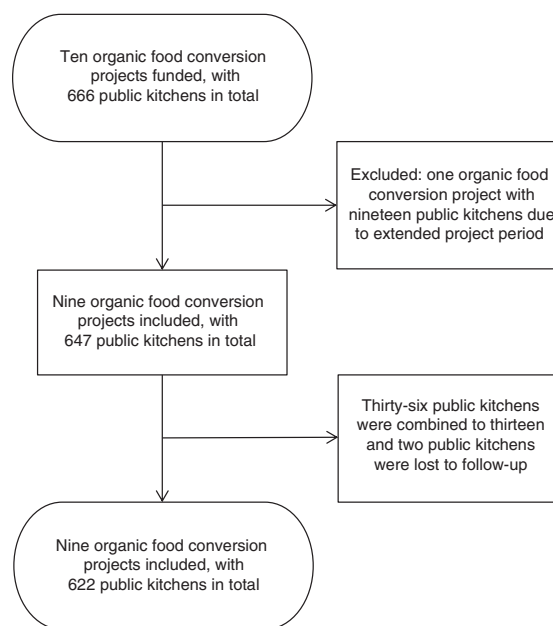 Ten organic food conversion
projects funded, with
666 public kitchens in total
Excluded: one organic food
conversion project with
nineteen public kitchens due
to extended project period
Nine organic food conversion
projects included, with
647 public kitchens in total
Thirty-six public kitchens
were combined to thirteen
and two public kitchens
were lost to follow-up
Nine organic food conversion
projects included, with
622 public kitchens in total